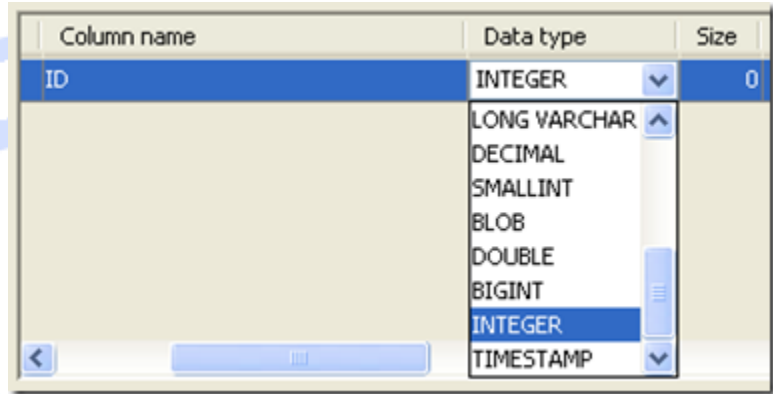 Column name Data type Size
ID INTEGER 0
LONG VARCHAR
DECIMAL
SMALLINT
BLOB
DOUBLE
BIGINT
INTEGER
TIMESTAMP